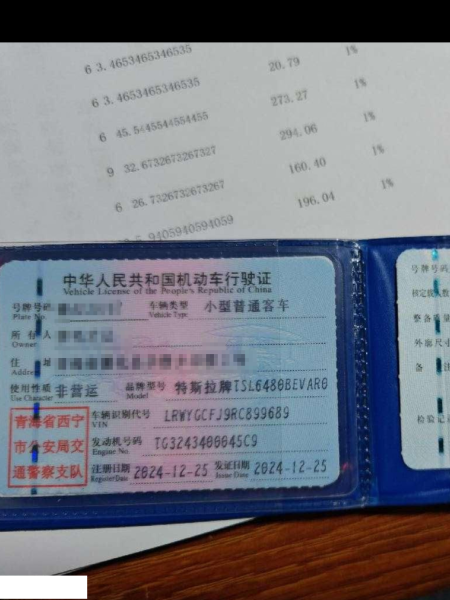 6 3.4653465346535
6 3.4653465346535 20.79 1%
6 45.54455445544455 273.27 1%
9 32.6732673267327 294.06 1%
6 26.7326732673267 160.40 1%
5.9405940594059 196.04 1%
中华人民共和国机动车行驶证
Vehicle License of the People's Republic of China
号牌号码
Plate No.
车辆类型 小型普通客车
Vehicle Type
所有人
Owner
住址
使用性质 非营运
Use Character
品牌型号 特斯拉牌TSL6480BEVAR0
Model
青海省西宁
市公安局交
通警察支队
车辆识别代号 LRWYGCFJ9RC899689
VIN
发动机号码 TG3243400045C9
Engine No.
注册日期 2024-12-25 发证日期 2024-12-25
Register Date Issue Date
号牌号码
核定载人数
整备质量
外廓尺寸
备注
检验记录